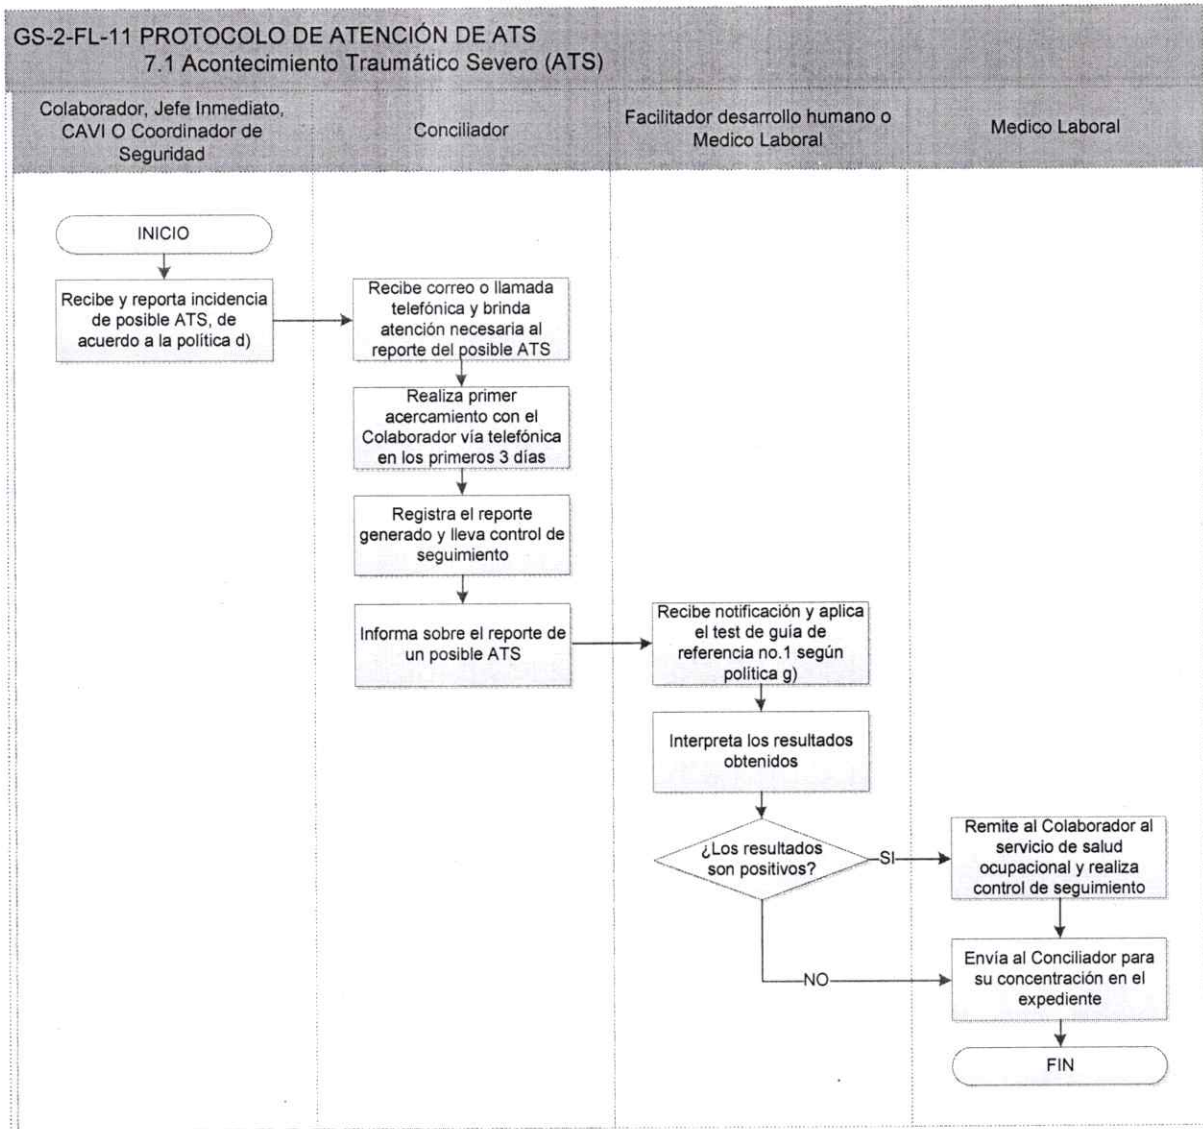 GS-2-FL-11 PROTOCOLO DE ATENCIÓN DE ATS
7.1 Acontecimiento Traumático Severo (ATS)
Colaborador, Jefe Inmediato,
CAVI O Coordinador de
Seguridad
Conciliador
Facilitador desarrollo humano o
Medico Laboral
Medico Laboral
INICIO
Recibe y reporta incidencia
de posible ATS, de
acuerdo a la política d)
Recibe correo o llamada
telefónica y brinda
atención necesaria al
reporte del posible ATS
Realiza primer
acercamiento con el
Colaborador vía telefónica
en los primeros 3 días
Registra el reporte
generado y lleva control de
seguimiento
Informa sobre el reporte de
un posible ATS
Recibe notificación y aplica
el test de guía de
referencia no.1 según
política g)
Interpreta los resultados
obtenidos
¿Los resultados
son positivos?
SI
Remite al Colaborador al
servicio de salud
ocupacional y realiza
control de seguimiento
NO
Envía al Conciliador para
su concentración en el
expediente
FIN